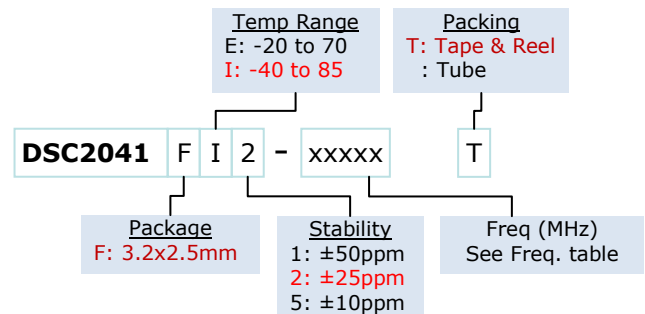 Temp Range
E: -20 to 70
I: -40 to 85
Packing
T: Tape & Reel
: Tube
DSC2041 F I 2 - xxxxx T
Package
F: 3.2x2.5mm
Stability
1: ±50ppm
2: ±25ppm
5: ±10ppm
Freq (MHz)
See Freq. table